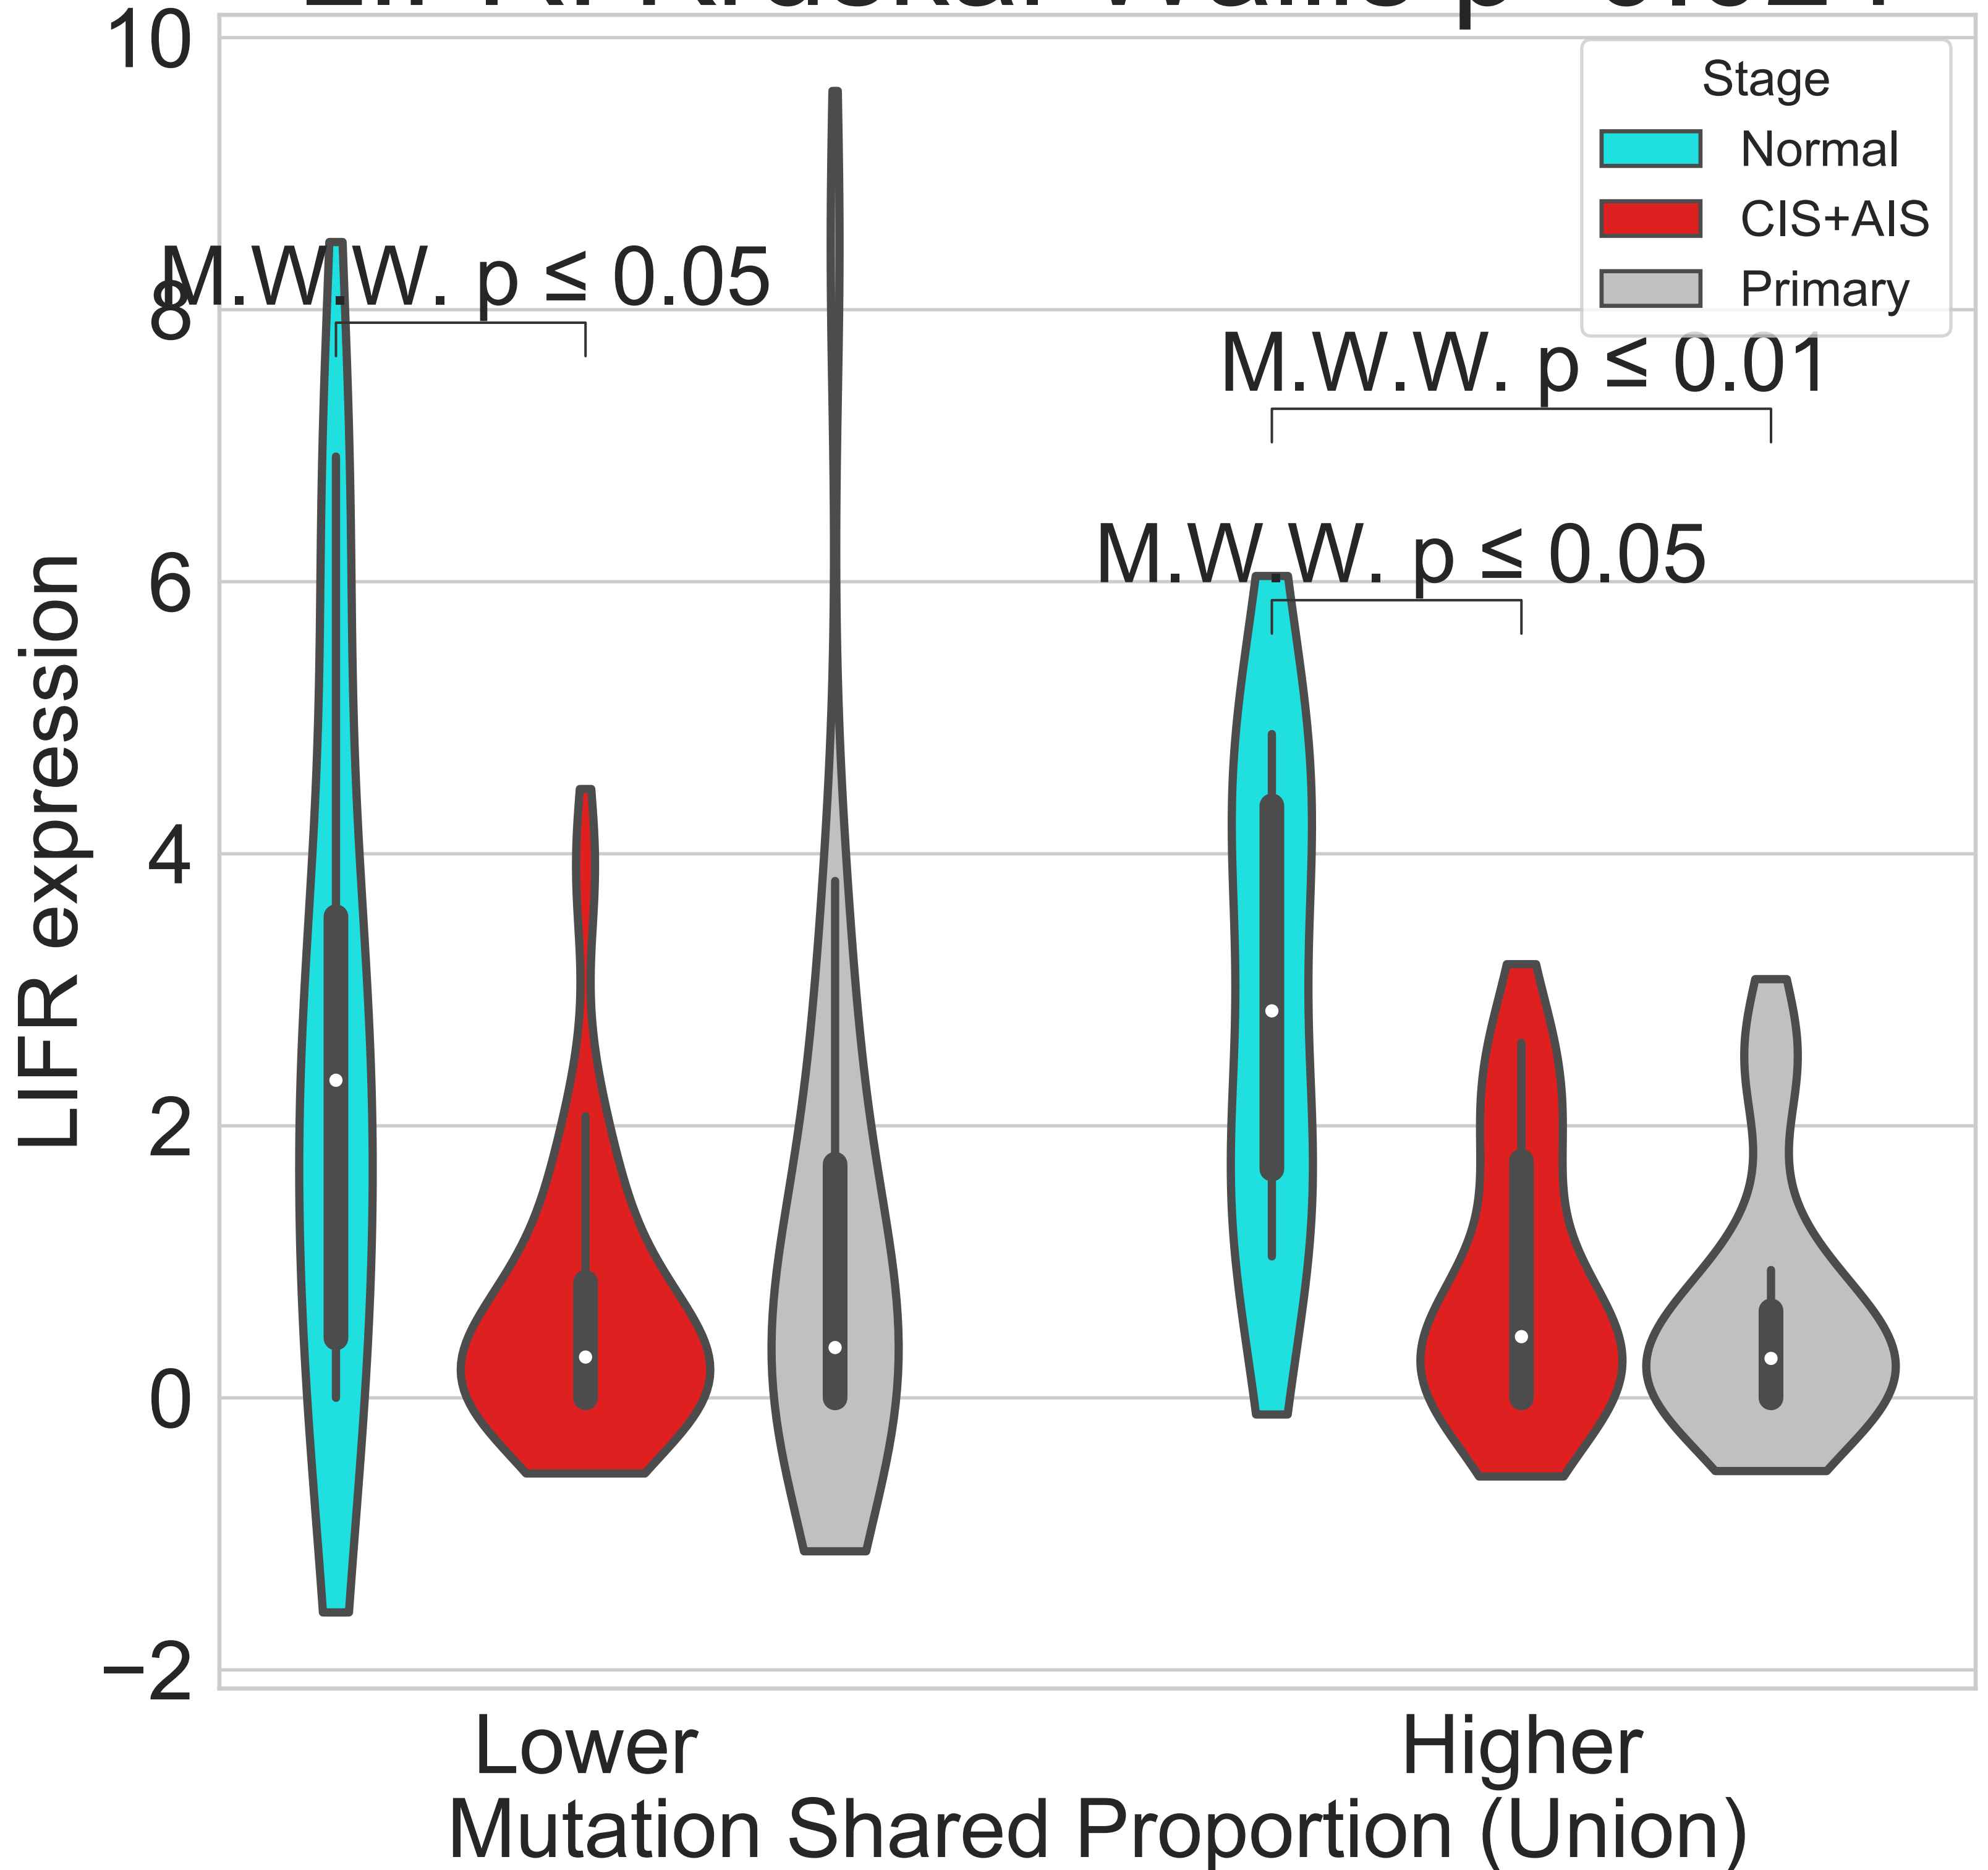 10
8
6
4
2
0
−2
LIFR expression
Stage
Normal
CIS+AIS
Primary
M.W.W. p ≤ 0.05
M.W.W. p ≤ 0.01
M.W.W. p ≤ 0.05
Lower
Higher
Mutation Shared Proportion (Union)